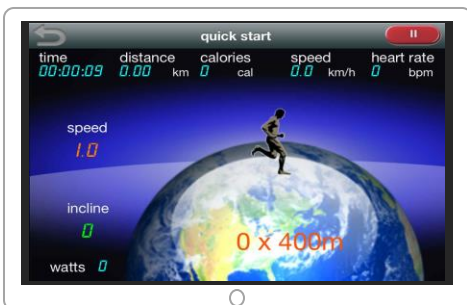 quick start
time distance calories speed heart rate
00:00:09 0.00 km 0 cal 0.0 km/h 0 bpm
speed
1.0
incline
0
0 x 400m
watts 0